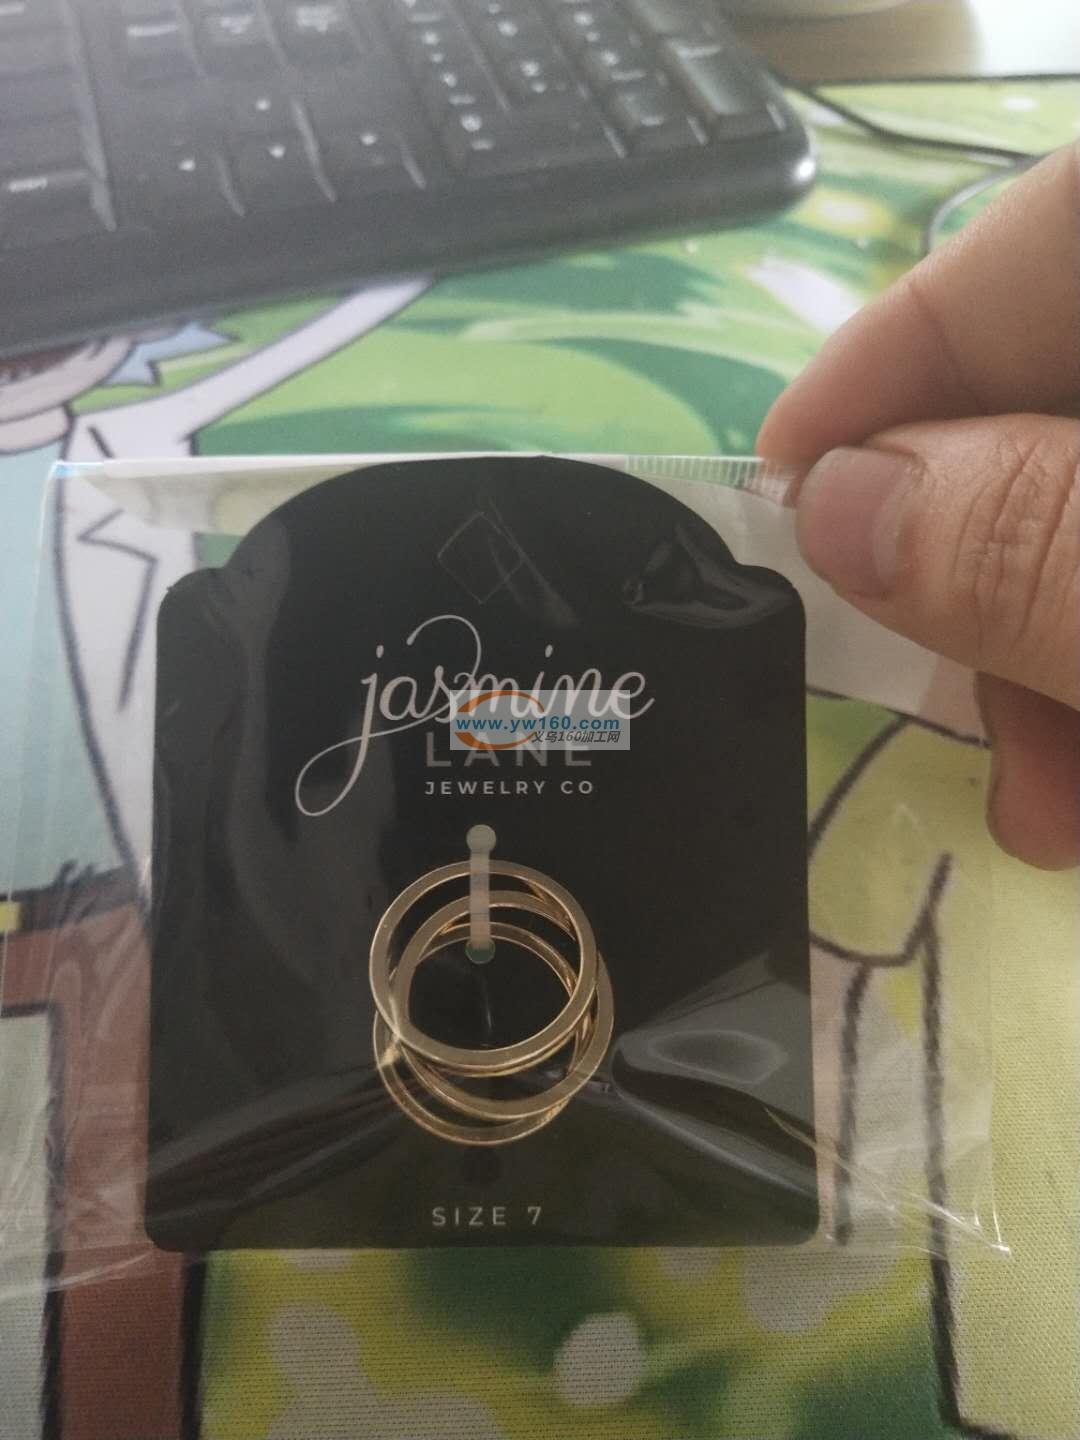 jasmine
www.yw160.com
义乌160加工网
LANE
JEWELRY CO
SIZE 7